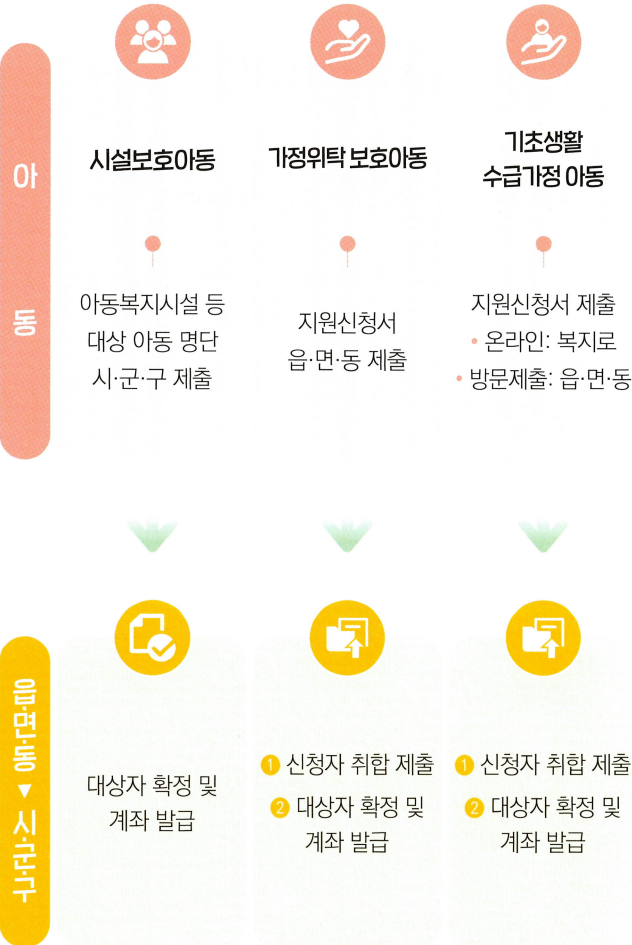 아동
시설보호아동
아동복지시설 등
대상 아동 명단
시·군·구 제출
가정위탁 보호아동
지원신청서
읍·면·동 제출
기초생활
수급가정 아동
지원신청서 제출
• 온라인: 복지로
• 방문제출: 읍·면·동
읍·면·동 ▼ 시·군·구
대상자 확정 및
계좌 발급
1 신청자 취합 제출
2 대상자 확정 및
계좌 발급
1 신청자 취합 제출
2 대상자 확정 및
계좌 발급